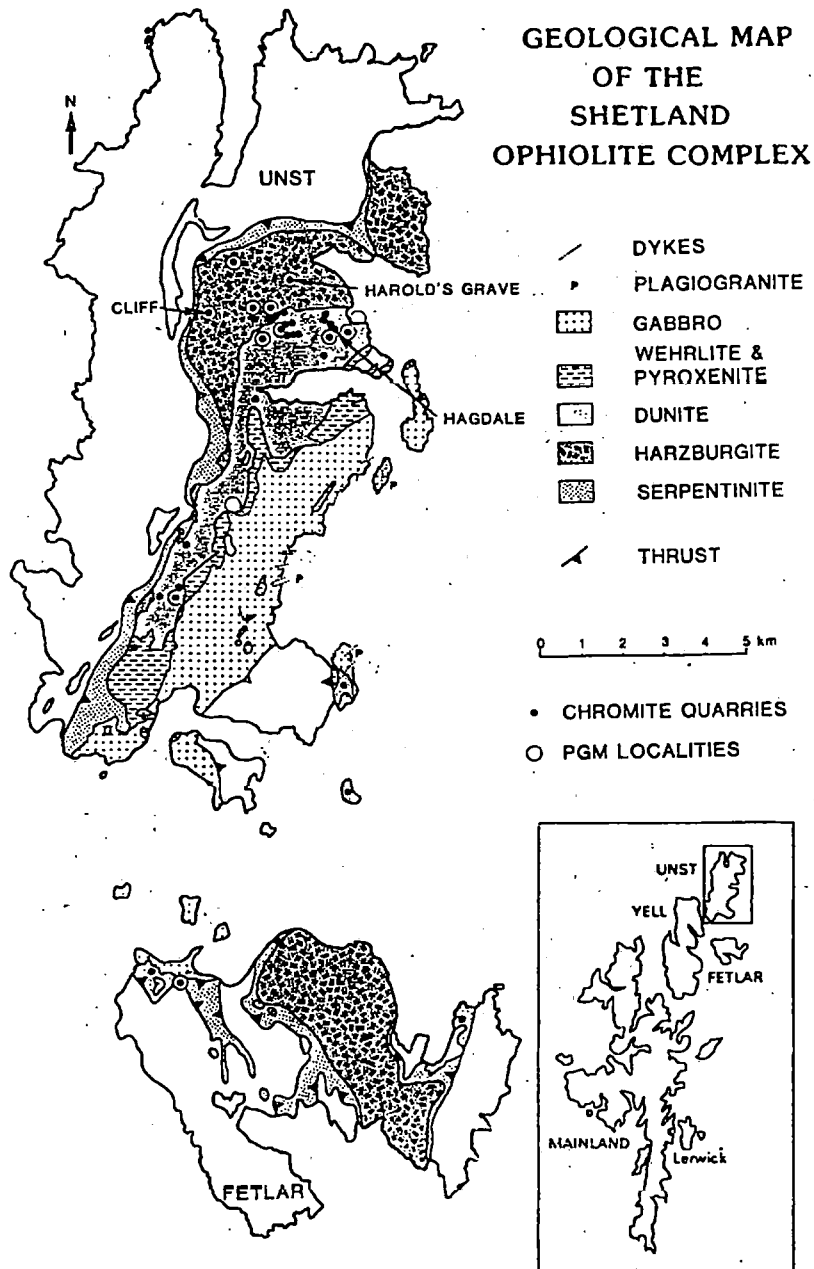 GEOLOGICAL MAP
OF THE
SHETLAND
OPHIOLITE COMPLEX
N
UNST
HAROLD'S GRAVE
CLIFF
HAGDALE
P
P
P
DYKES
P PLAGIOGRANITE
GABBRO
WEHRLITE &
PYROXENITE
DUNITE
HARZBURGITE
SERPENTINITE
THRUST
0 1 2 3 4 5 km
CHROMITE QUARRIES
PGM LOCALITIES
FETLAR
UNST
YELL
FETLAR
MAINLAND
Lerwick